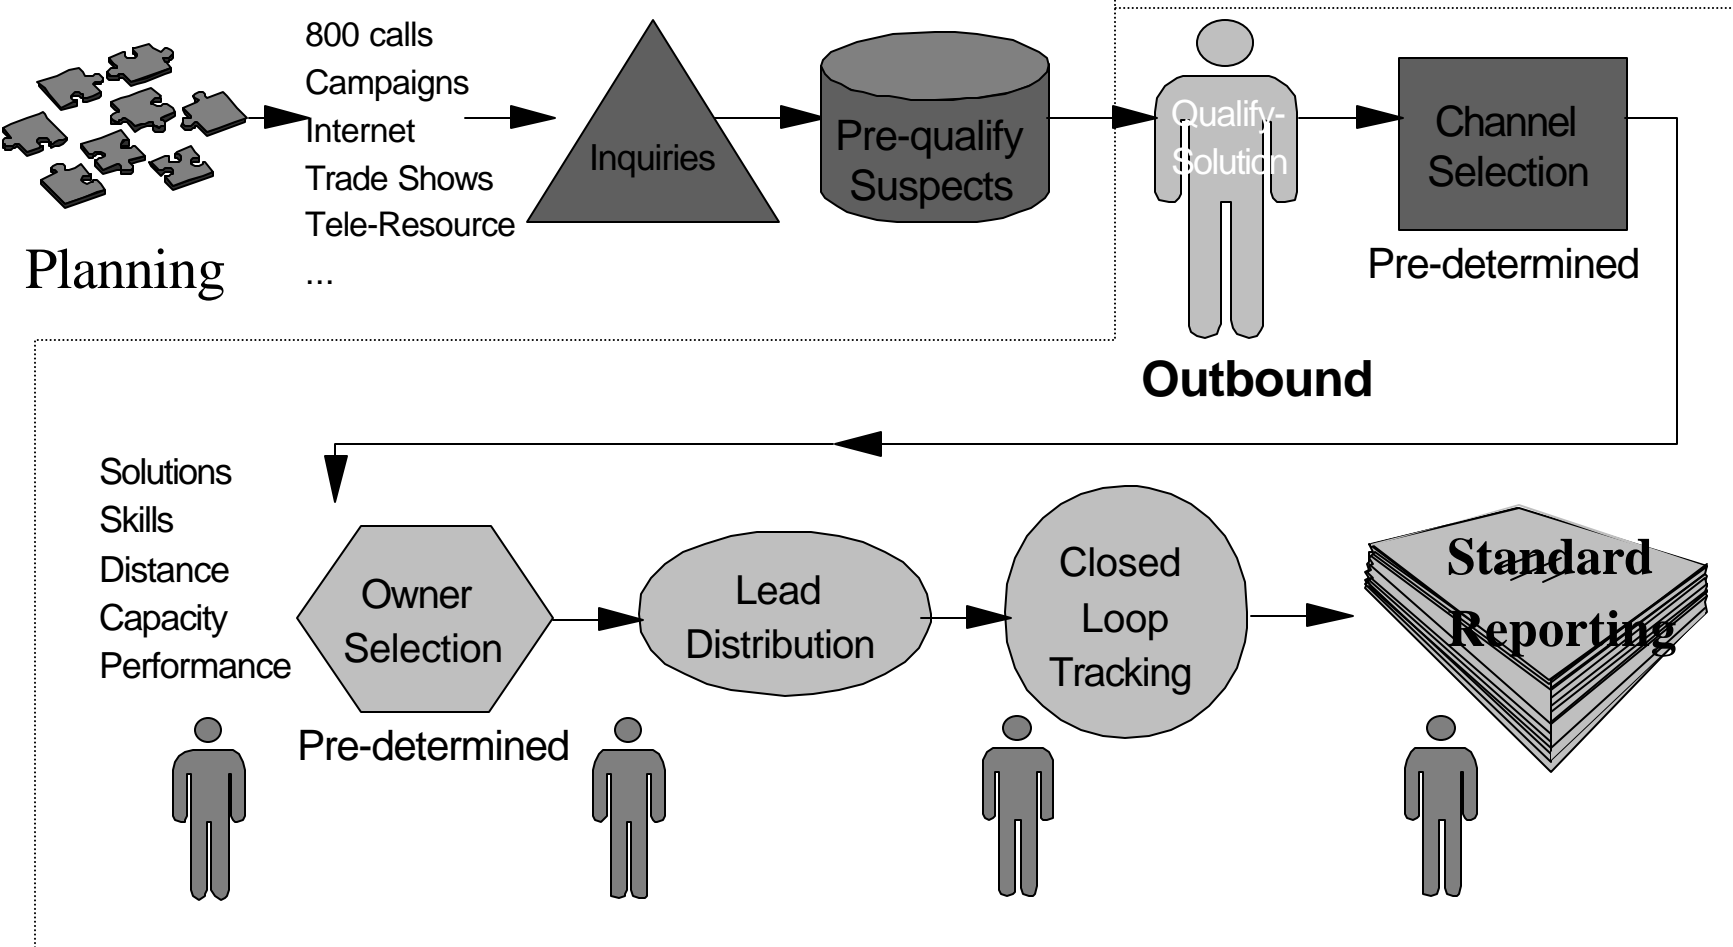 800 calls
Campaigns
Internet
Trade Shows
Tele-Resource
...
Planning
Inquiries
Pre-qualify
Suspects
Qualify-
Solution
Outbound
Channel
Selection
Pre-determined
Solutions
Skills
Distance
Capacity
Performance
Owner
Selection
Pre-determined
Lead
Distribution
Closed
Loop
Tracking
Standard
Reporting